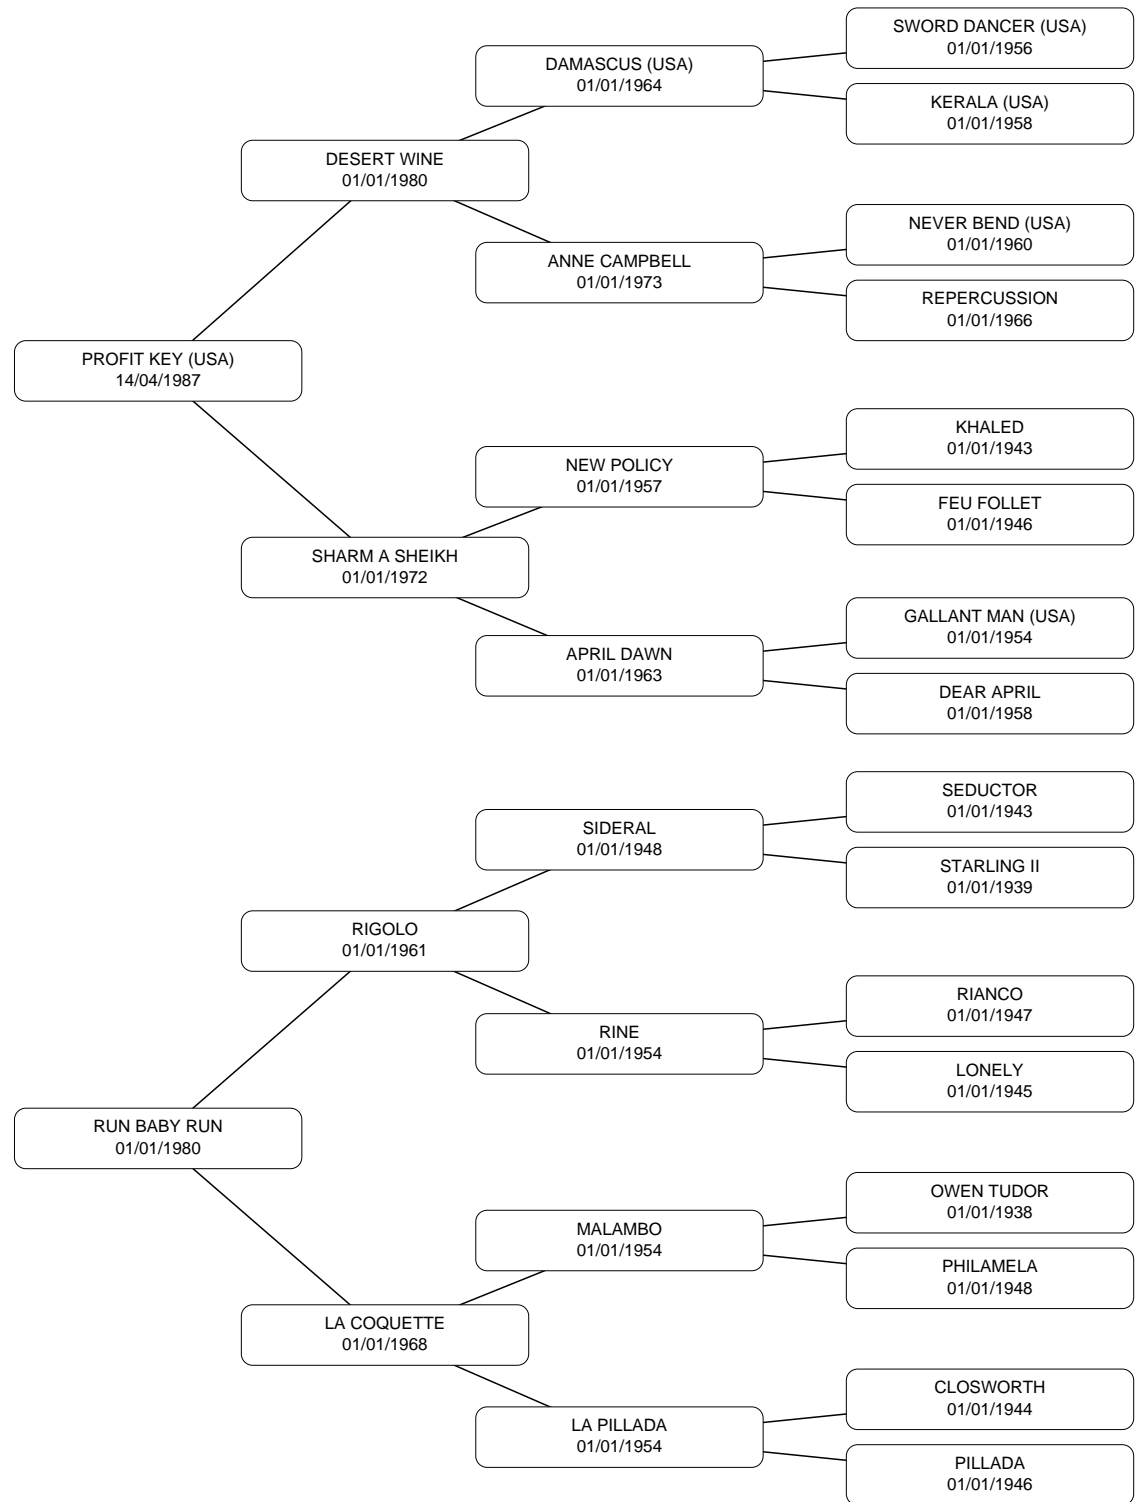 SWORD DANCER (USA)
01/01/1956
DAMASCUS (USA)
01/01/1964
KERALA (USA)
01/01/1958
DESERT WINE
01/01/1980
NEVER BEND (USA)
01/01/1960
ANNE CAMPBELL
01/01/1973
REPERCUSSION
01/01/1966
PROFIT KEY (USA)
14/04/1987
KHALED
01/01/1943
NEW POLICY
01/01/1957
FEU FOLLET
01/01/1946
SHARM A SHEIKH
01/01/1972
GALLANT MAN (USA)
01/01/1954
APRIL DAWN
01/01/1963
DEAR APRIL
01/01/1958
SEDUCTOR
01/01/1943
SIDERAL
01/01/1948
STARLING II
01/01/1939
RIGOLO
01/01/1961
RIANCO
01/01/1947
RINE
01/01/1954
LONELY
01/01/1945
RUN BABY RUN
01/01/1980
OWEN TUDOR
01/01/1938
MALAMBO
01/01/1954
PHILAMELA
01/01/1948
LA COQUETTE
01/01/1968
CLOSWORTH
01/01/1944
LA PILLADA
01/01/1954
PILLADA
01/01/1946